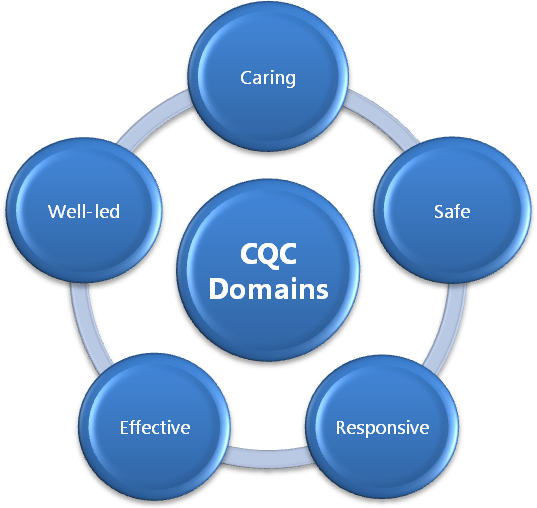 Caring
Well-led
Safe
CQC
Domains
Effective
Responsive